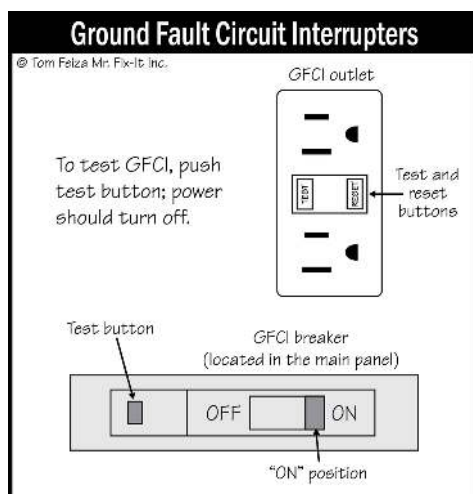 Ground Fault Circuit Interrupters
© Tom Feiza Mr. Fix-It Inc.
GFCI outlet
To test GFCI, push
test button; power
should turn off.
TEST
RESET
Test and
reset
buttons
Test button
GFCI breaker
(located in the main panel)
OFF
ON
"ON" position